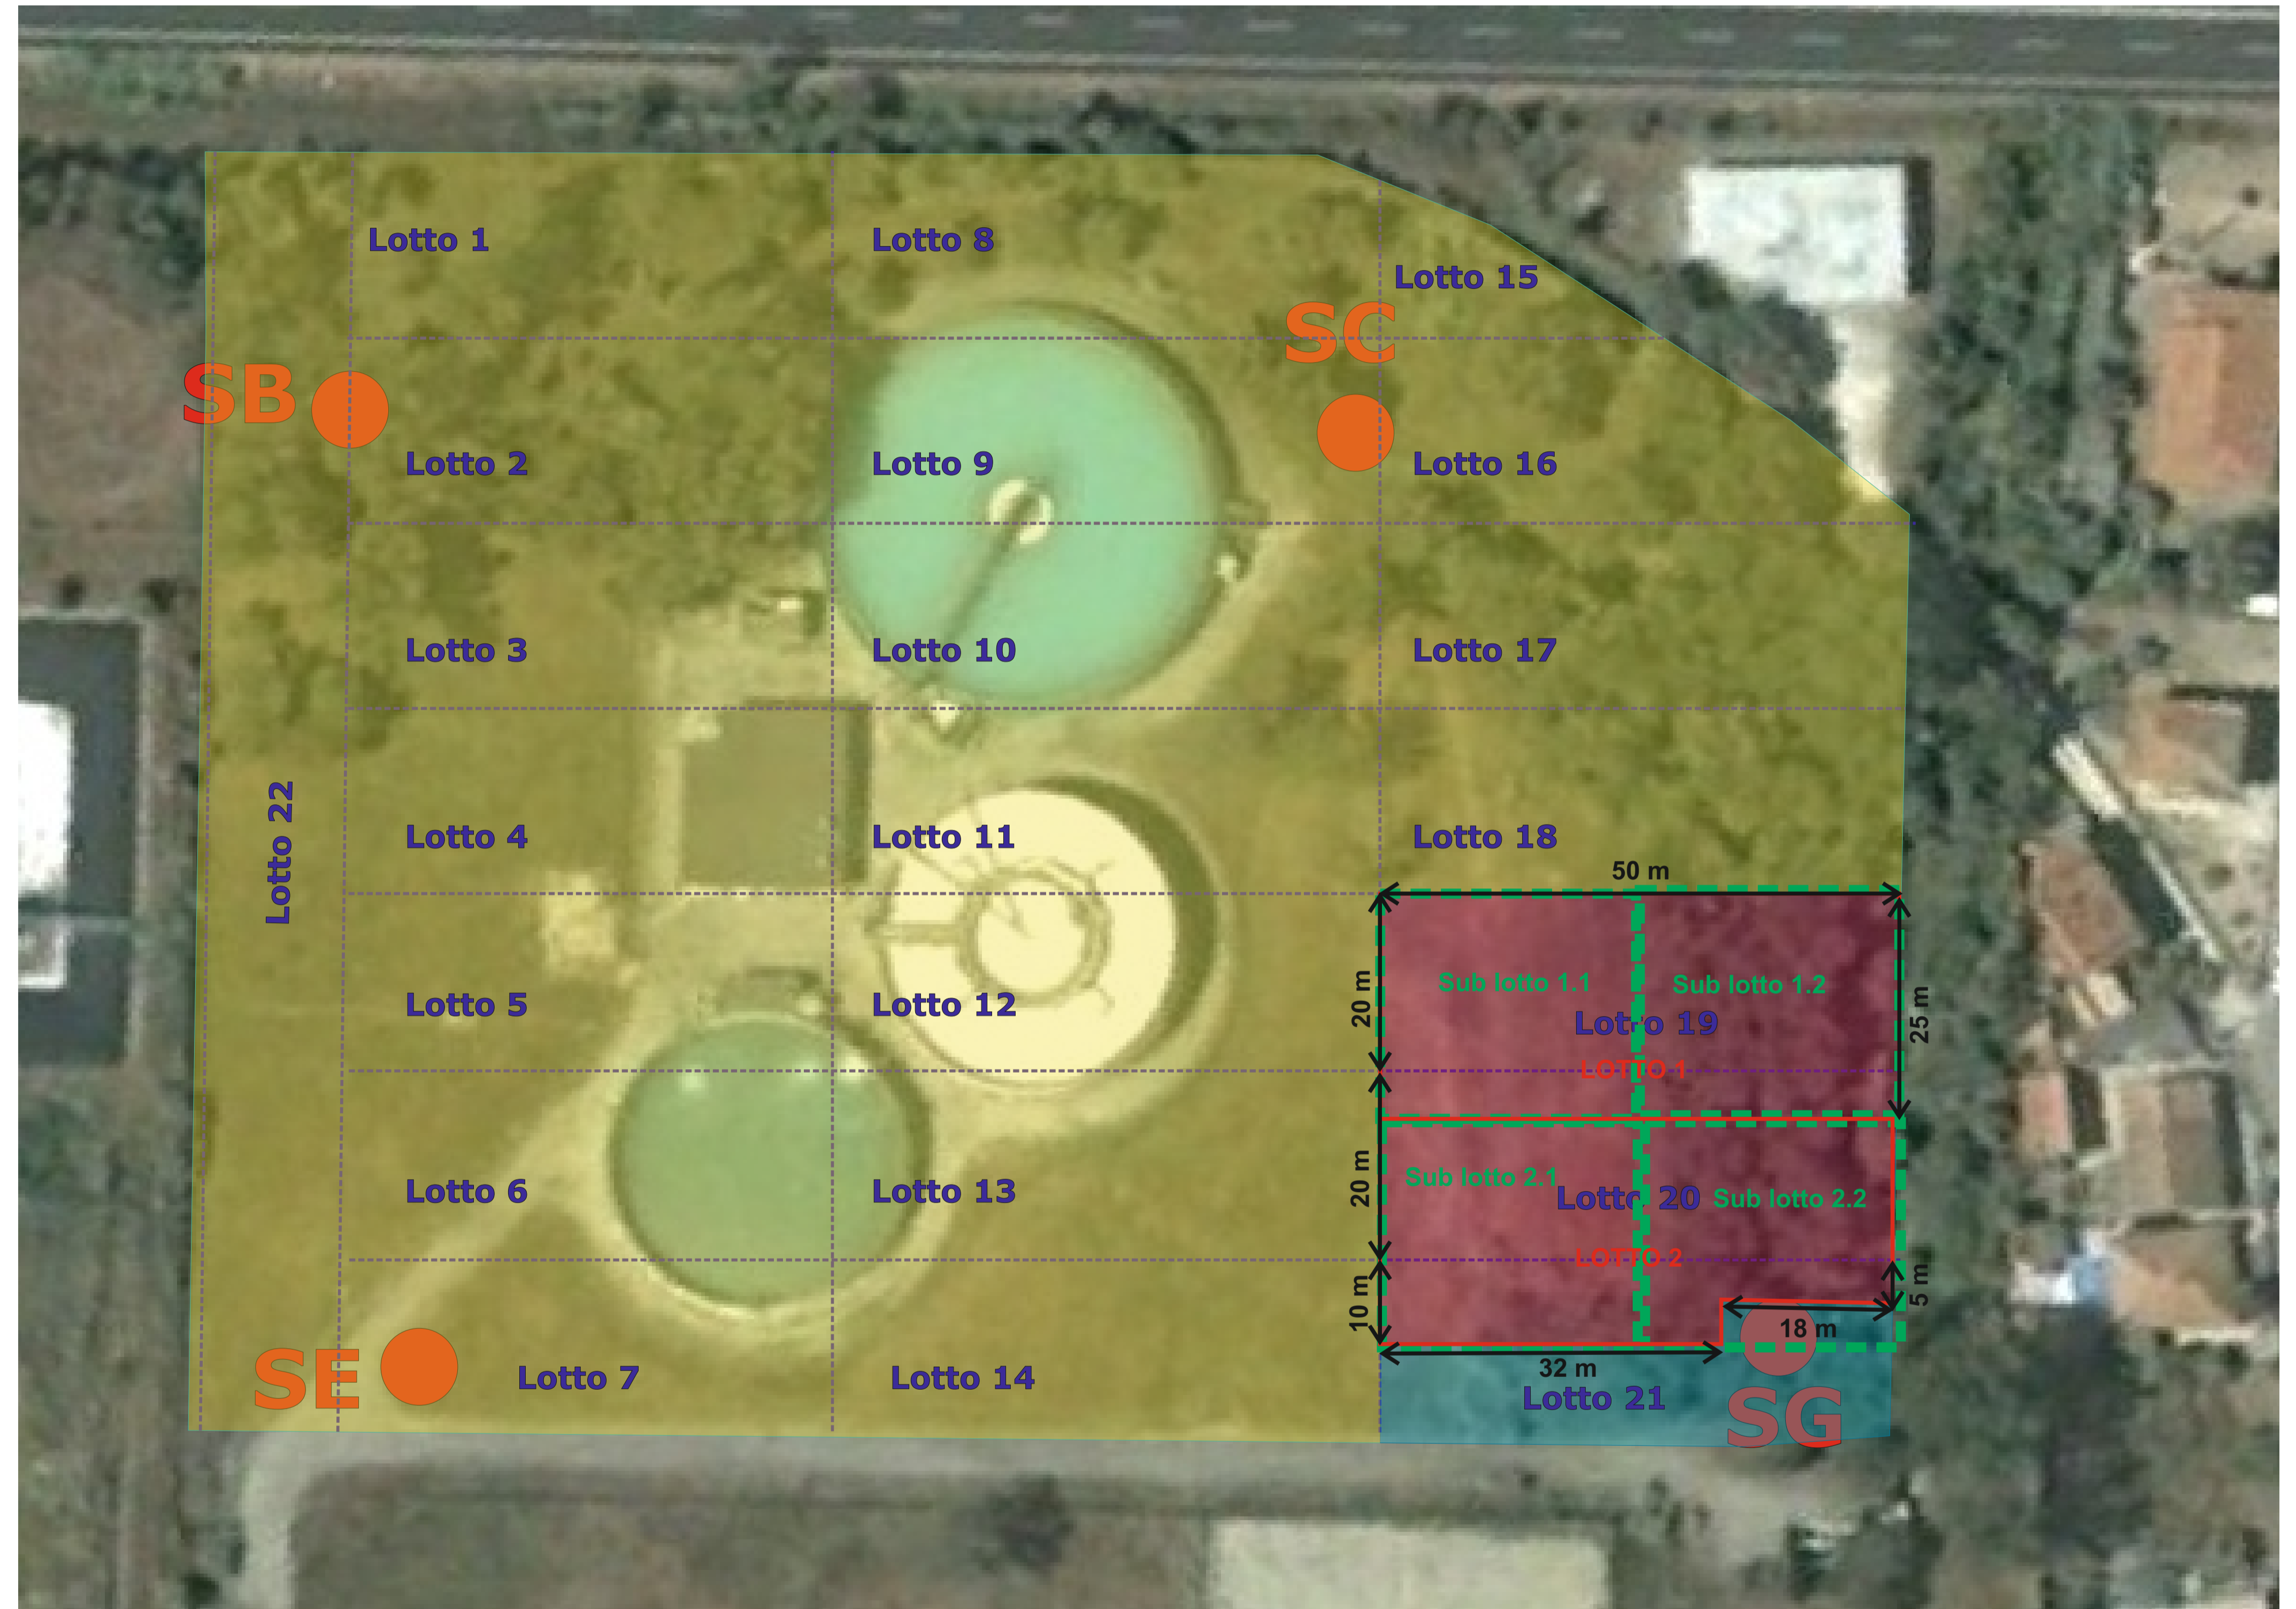 Lotto 1
Lotto 8
Lotto 15
SC
SB
Lotto 2
Lotto 9
Lotto 16
Lotto 3
Lotto 10
Lotto 17
Lotto 22
Lotto 4
Lotto 11
Lotto 18
50 m
20 m
Sub lotto 1.1
Sub lotto 1.2
25 m
Lotto 5
Lotto 12
Lotto 19
LOTTO 1
20 m
Sub lotto 2.1
Lotto 6
Lotto 13
Lotto 20
Sub lotto 2.2
LOTTO 2
10 m
5 m
18 m
32 m
SE
Lotto 7
Lotto 14
Lotto 21
SG